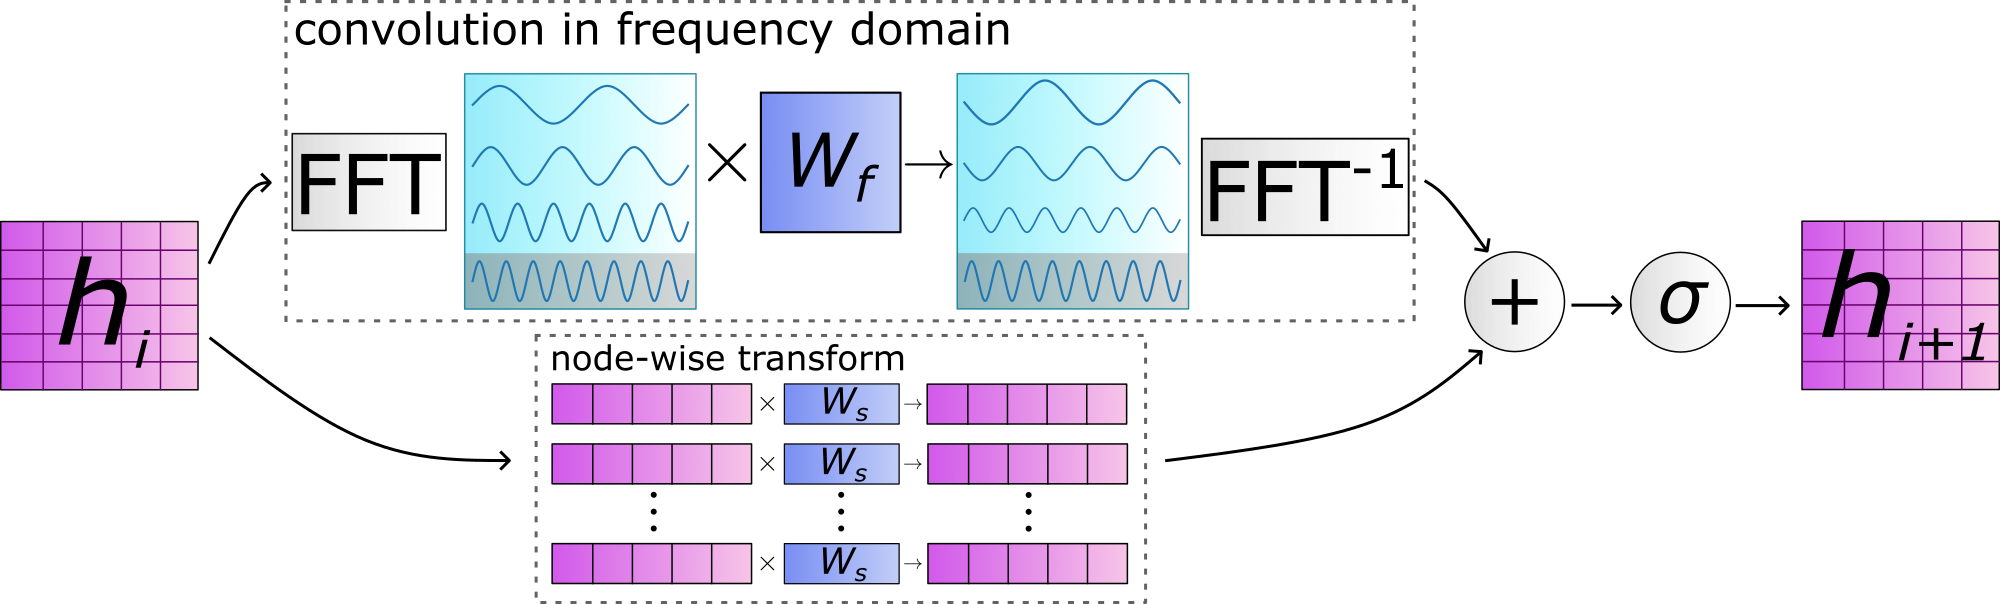 convolution in frequency domain
FFT
×
W_f
→
FFT^-1
h_i
+
σ
h_i+1
node-wise transform
× W_s →
× W_s →
× W_s →